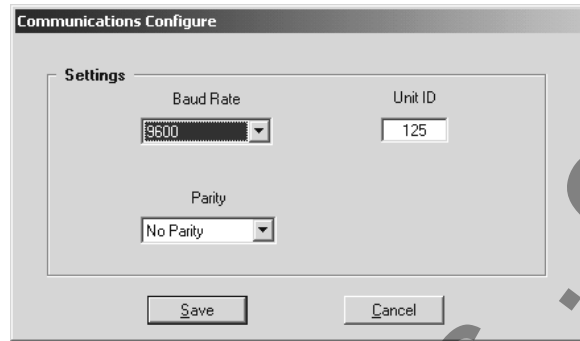 Communications Configure
Settings
Baud Rate Unit ID
9600 125
Parity
No Parity
Save Cancel